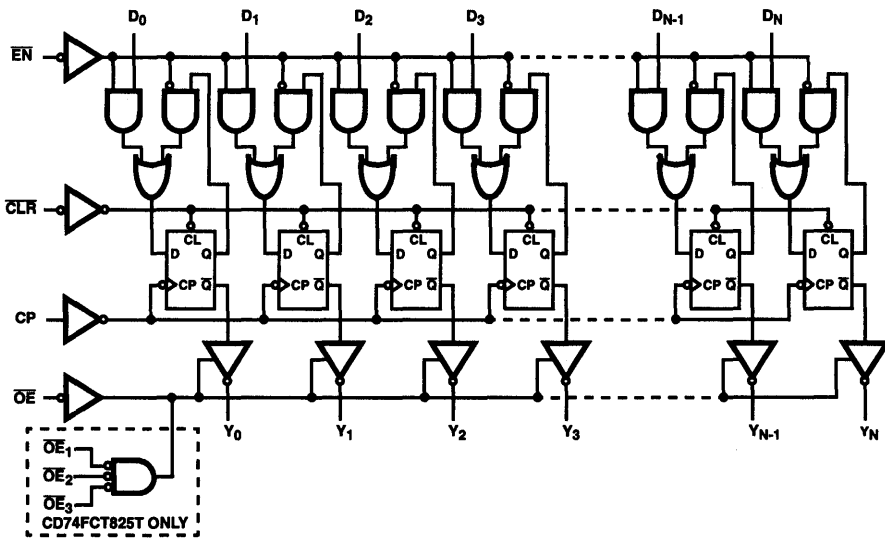 D0 D1 D2 D3 DN-1 DN
EN
CLR
CL CL CL CL CL CL
D Q D Q D Q D Q D Q D Q
CP Q CP Q CP Q CP Q CP Q CP Q
CP
OE
Y0 Y1 Y2 Y3 YN-1 YN
OE1
OE2
OE3
CD74FCT825T ONLY